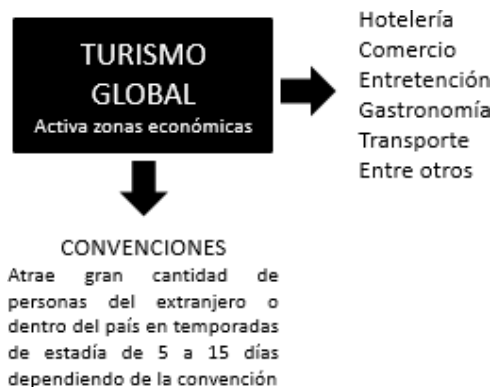 TURISMO
GLOBAL
Activa zonas económicas
Hotelería
Comercio
Entretención
Gastronomía
Transporte
Entre otros
CONVENCIONES
Atrae gran cantidad de
personas del extranjero o
dentro del país en temporadas
de estadía de 5 a 15 días
dependiendo de la convención